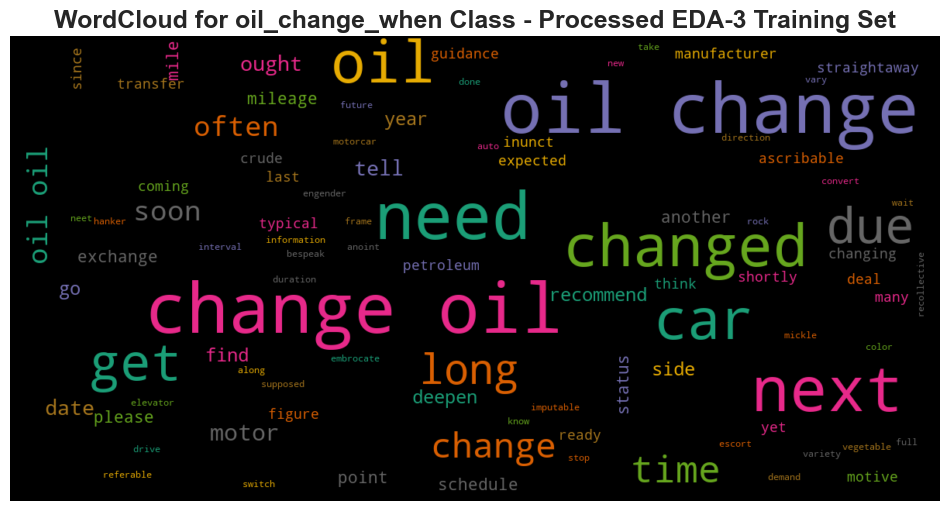 WordCloud for oil_change_when Class - Processed EDA-3 Training Set
since
mile
ought
oil
guidance
take
new
manufacturer
straightaway
transfer
done
vary
mileage
future
oil change
often
year
motorcar
auto
inunct
direction
expected
ascribable
oil oil
crude
tell
coming
last
convert
engender
neet
hanker
soon
typical
frame
need
another
rock
due
wait
information
interval
bespeak
anoint
changed
changing
exchange
petroleum
think
shortly
deal
recollective
go
duration
change oil
recommend
many
car
mickle
find
embrocate
color
get
along
long
status
side
next
supposed
deepen
date
elevator
please
figure
imputable
know
yet
motor
change
ready
drive
stop
escort
vegetable
full
variety
referable
switch
point
schedule
time
demand
motive